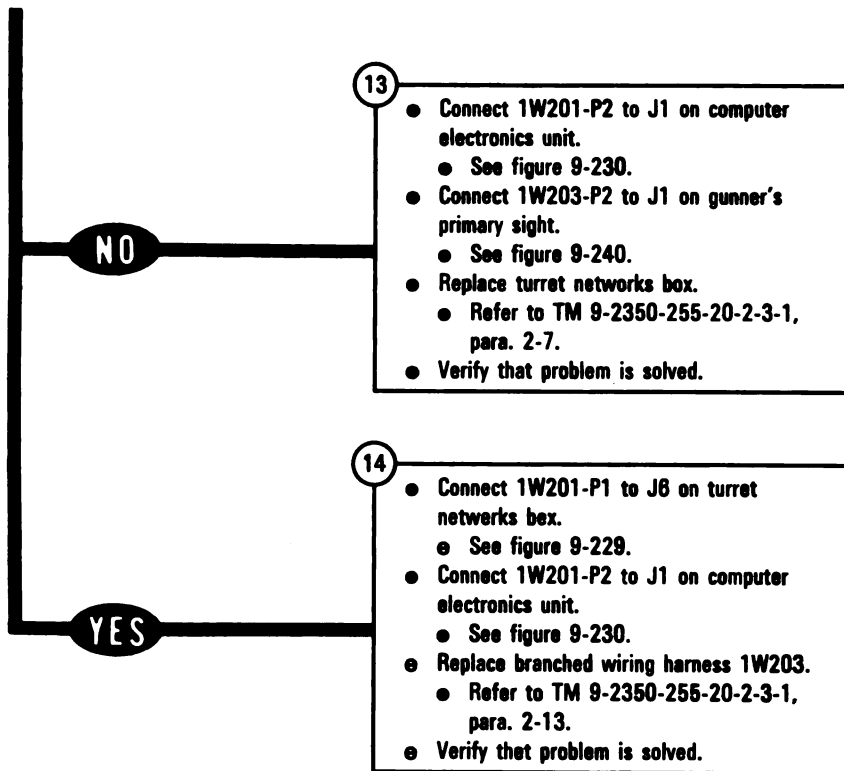 13
● Connect 1W201-P2 to J1 on computer
electronics unit.
● See figure 9-230.
● Connect 1W203-P2 to J1 on gunner's
primary sight.
● See figure 9-240.
NO
● Replace turret networks box.
● Refer to TM 9-2350-255-20-2-3-1,
para. 2-7.
● Verify that problem is solved.
14
● Connect 1W201-P1 to J6 on turret
netwerks bex.
● See figure 9-229.
● Connect 1W201-P2 to J1 on computer
electronics unit.
● See figure 9-230.
YES
● Replace branched wiring harness 1W203.
● Refer to TM 9-2350-255-20-2-3-1,
para. 2-13.
● Verify thet problem is solved.